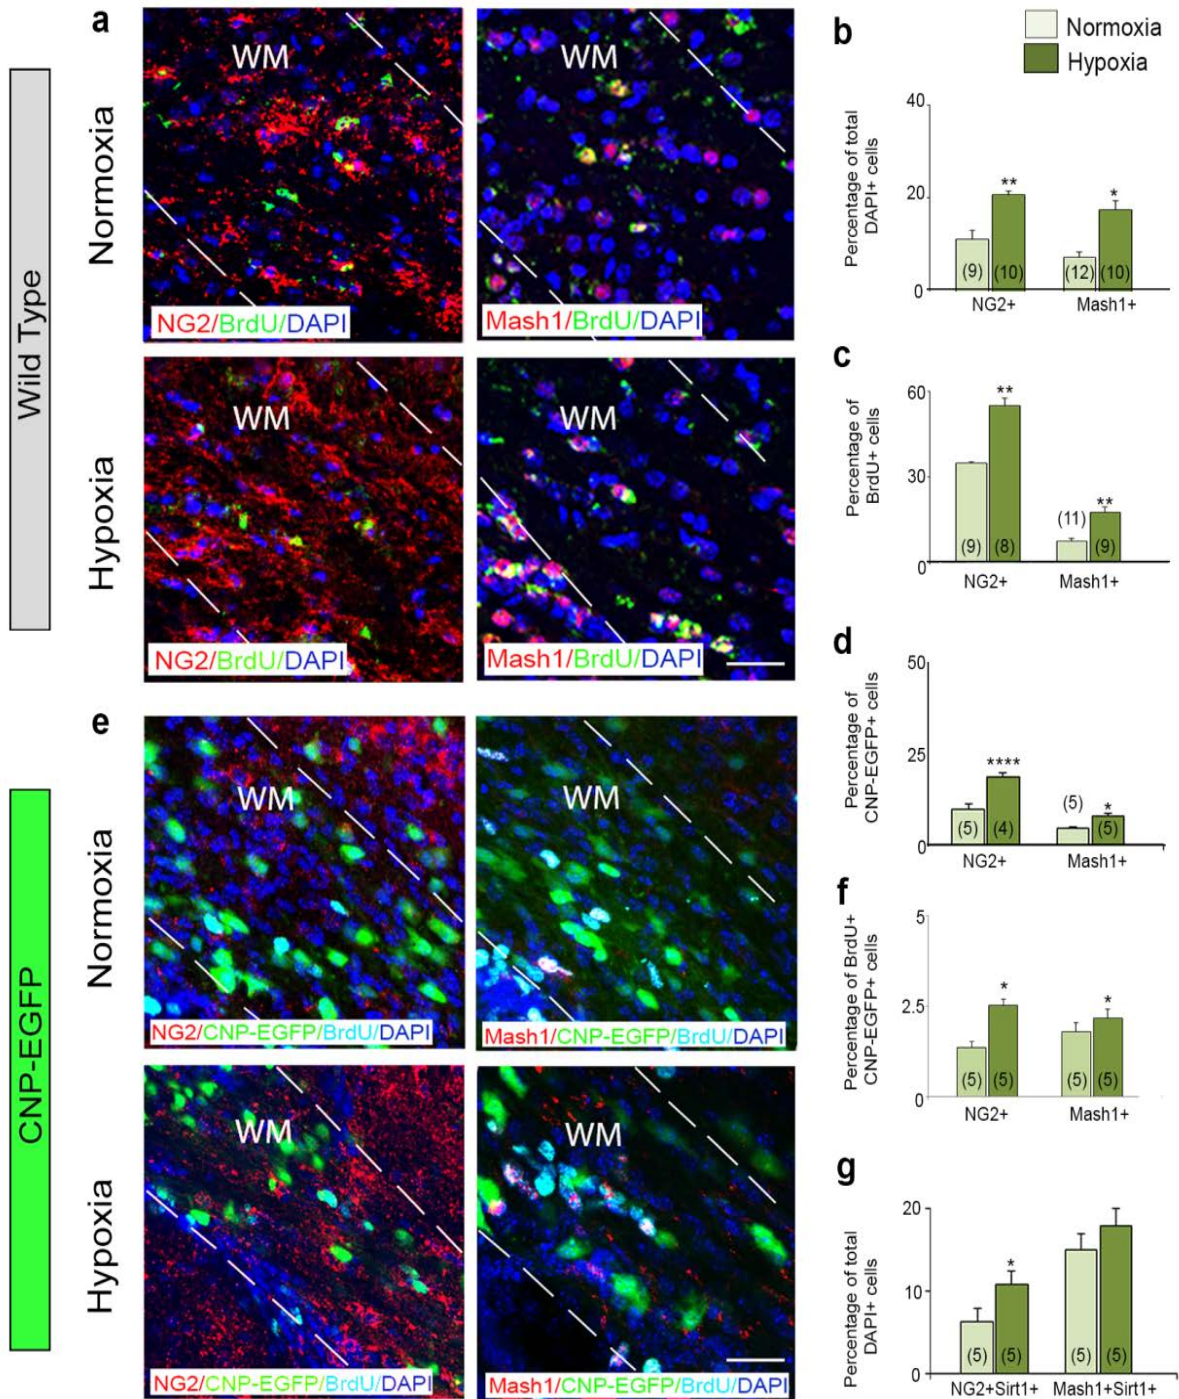 a
WM
WM
Wild Type
Normoxia
NG2/BrdU/DAPI
Mash1/BrdU/DAPI
WM
WM
Hypoxia
NG2/BrdU/DAPI
Mash1/BrdU/DAPI
e
WM
WM
CNP-EGFP
Normoxia
NG2/CNP-EGFP/BrdU/DAPI
Mash1/CNP-EGFP/BrdU/DAPI
WM
WM
Hypoxia
NG2/CNP-EGFP/BrdU/DAPI
Mash1/CNP-EGFP/BrdU/DAPI
Normoxia
Hypoxia
b
Percentage of total
DAPI+ cells
40
20
0
** *
(9) (10) (12) (10)
NG2+ Mash1+
c
Percentage of
BrdU+ cells
60
30
0
** **
(9) (8) (11) (9)
NG2+ Mash1+
d
Percentage of
CNP-EGFP+ cells
50
25
0
**** *
(5) (4) (5) (5)
NG2+ Mash1+
f
Percentage of BrdU+
CNP-EGFP+ cells
5
2.5
0
* *
(5) (5) (5) (5)
NG2+ Mash1+
g
Percentage of total
DAPI+ cells
20
10
0
*
(5) (5) (5) (5)
NG2+Sirt1+ Mash1+Sirt1+